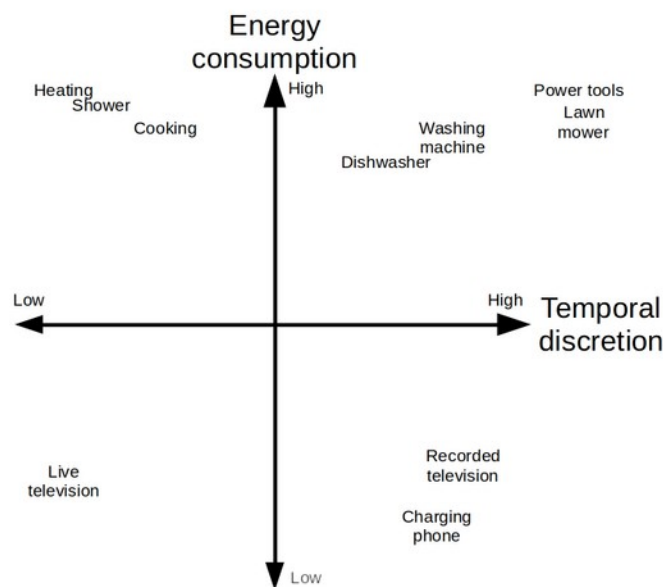 Energy
consumption
High
Heating
Shower
Cooking
Power tools
Lawn
mower
Washing
machine
Dishwasher
Low
High
Temporal
discretion
Live
television
Recorded
television
Charging
phone
Low